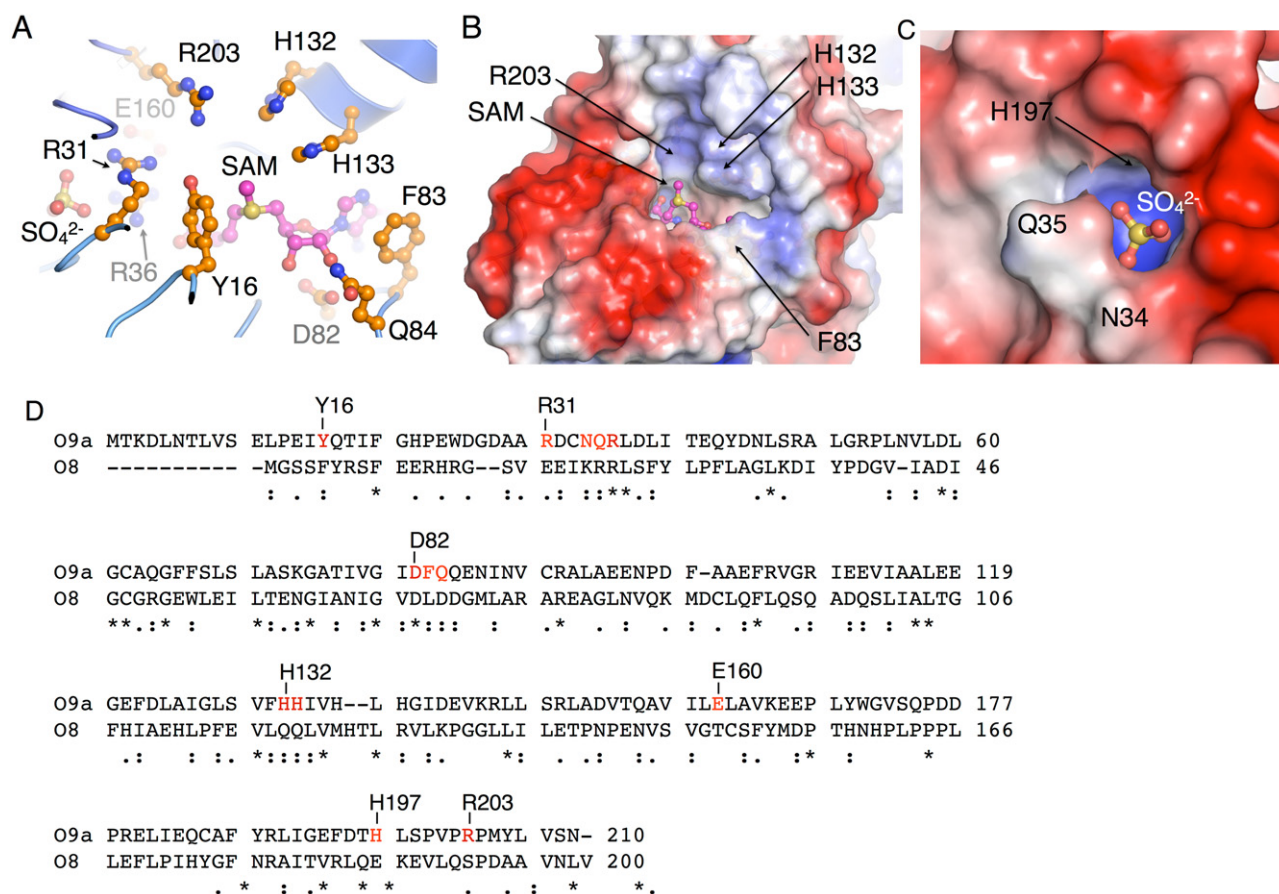 A
R203
H132
E160
R31
SAM
H133
F83
SO₄²⁻
R36
Y16
D82
Q84
B
H132
R203
H133
SAM
F83
C
H197
SO₄²⁻
Q35
N34
D
Y16 R31
O9a MTKDLNTLVS ELPEIYQTIF GHPEWDGDAA RDCNQRLDLI TEQYDNLSRA LGRPLNVLDL 60
O8 ---------- -MGSSFYRSF EERHRG--SV EEIKRRLSFY LPFLAGLKDI YPDGV-IADI 46
: . : * . . . . : .: ::**.: .*. : : *:
D82
O9a GCAQGFFSLS LASKGATIVG IDFQQENINV CRALAEENPD F-AAEFRVGR IEEVIAALEE 119
O8 GCGRGEWLEI LTENGIANIG VDLDDGMLAR AREAGLNVQK MDCLQFLQSQ ADQSLIALTG 106
**.:* : *:.:* : :* :*::: : .* . : . . :* .: :: : **
H132 E160
O9a GEFDLAIGLS VFHHIVH--L HGIDEVKRLL SRLADVTQAV ILELAVKEEP LYWGVSQPDD 177
O8 FHIAEHLPFE VLQQLVMHTL RVLKPGGLLI LETPNPENVS VGTCSFYMDP THNHPLPPPL 166
.: :. *::::* * : :. *: . : :. : :. :* : *
H197 R203
O9a PRELIEQCAF YRLIGEFDTH LSPVPRPMYL VSN- 210
O8 LEFLPIHYGF NRAITVRLQE KEVLQSPDAA VNLV 200
. * : .: * * . . : * *.